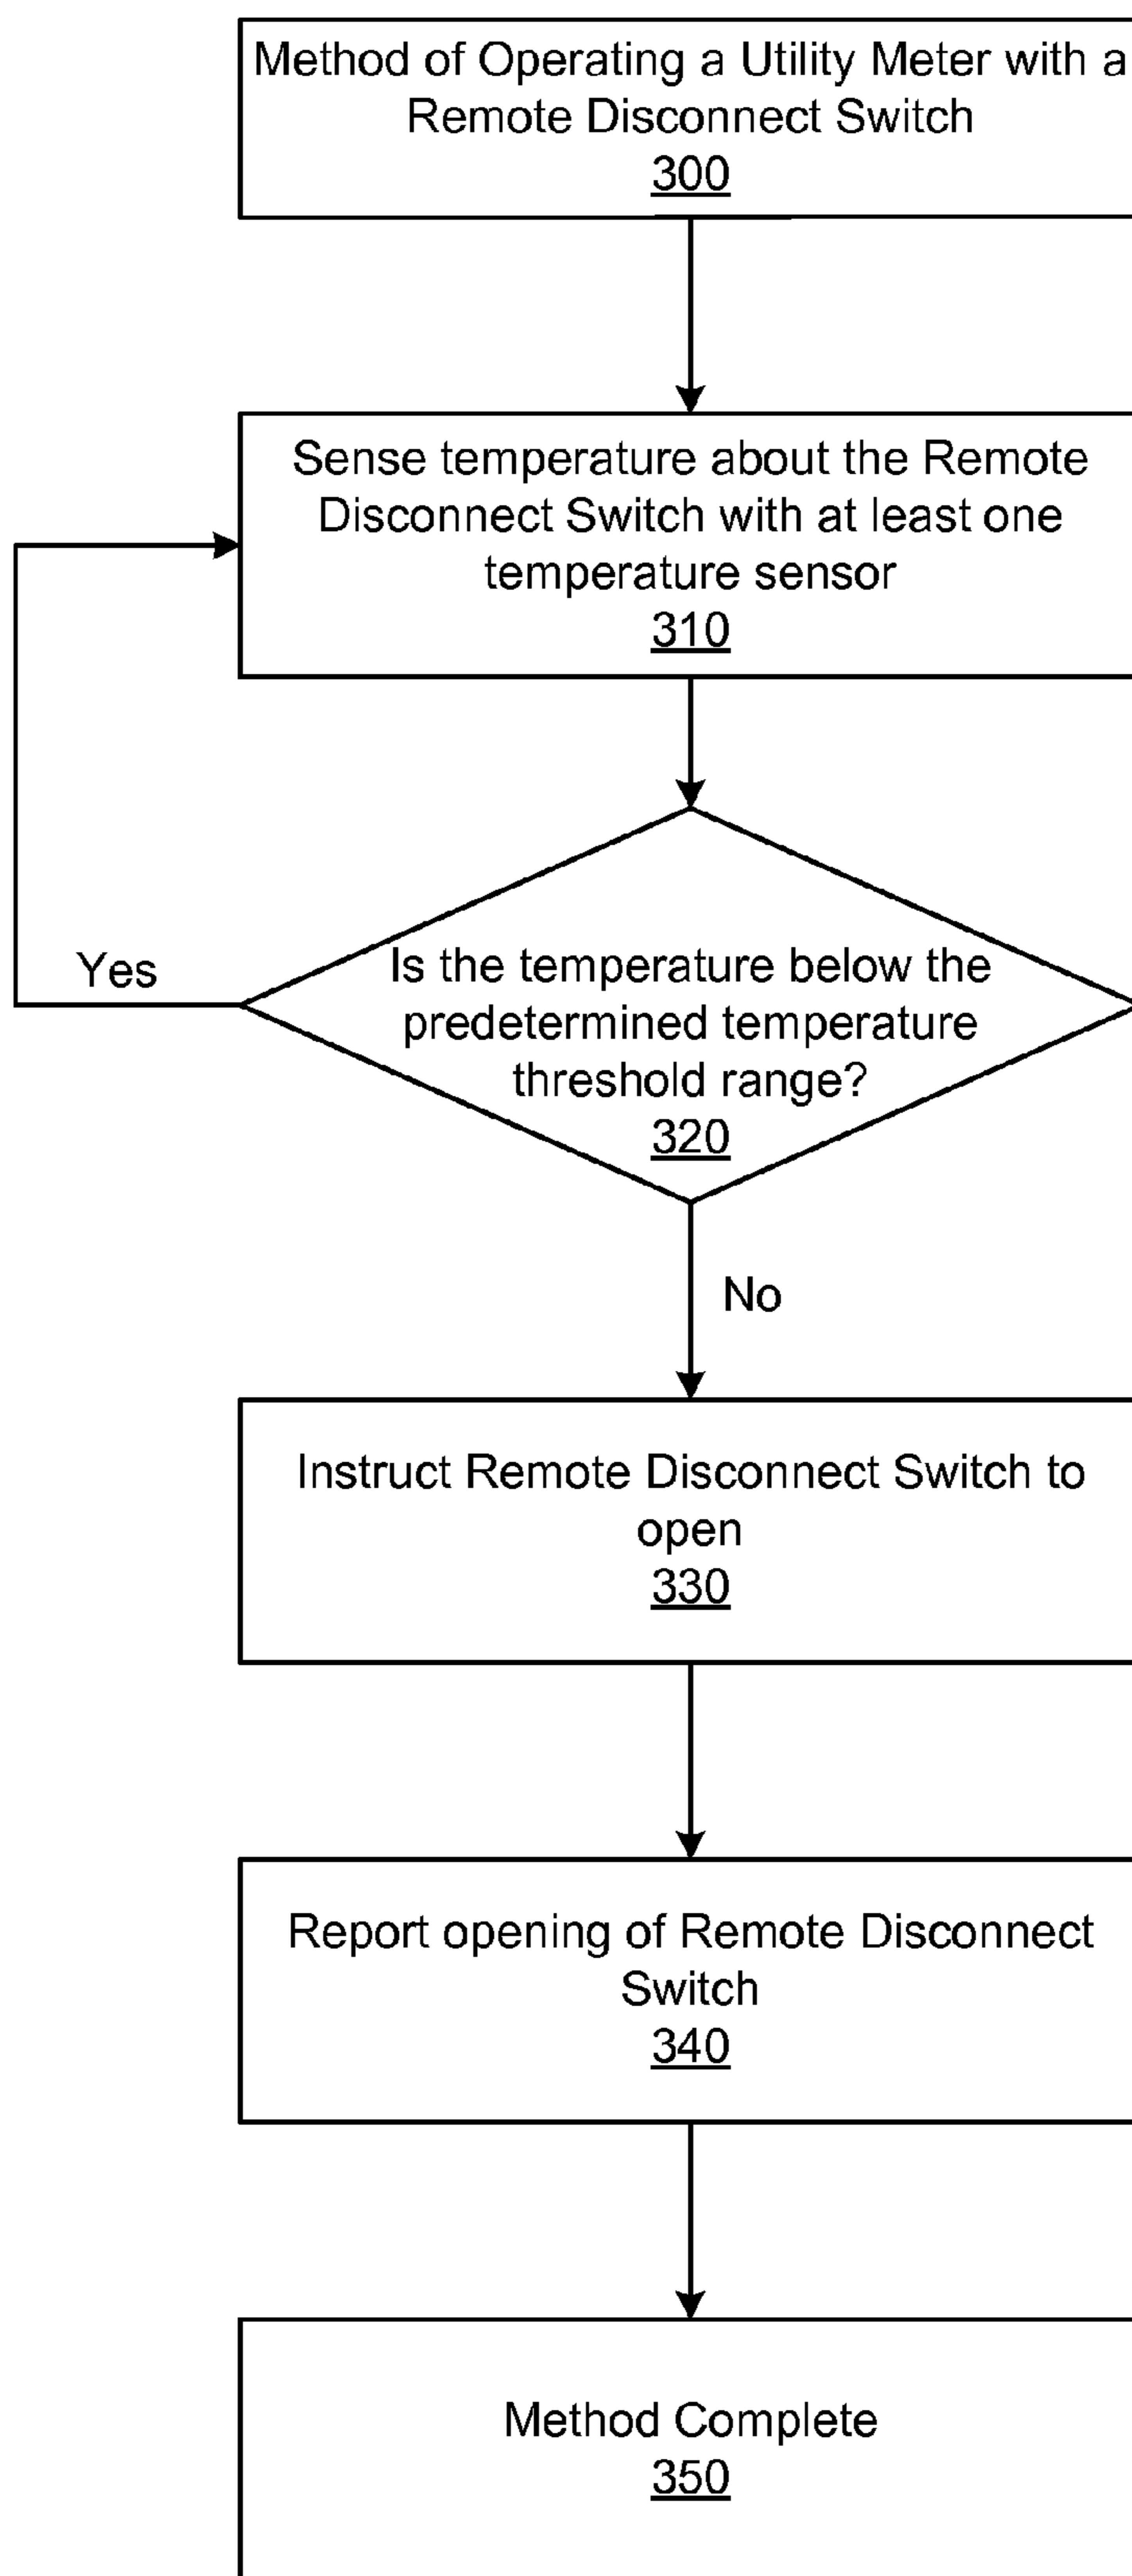 Method of Operating a Utility Meter with a
Remote Disconnect Switch
300
Sense temperature about the Remote
Disconnect Switch with at least one
temperature sensor
310
Yes
Is the temperature below the
predetermined temperature
threshold range?
320
No
Instruct Remote Disconnect Switch to
open
330
Report opening of Remote Disconnect
Switch
340
Method Complete
350